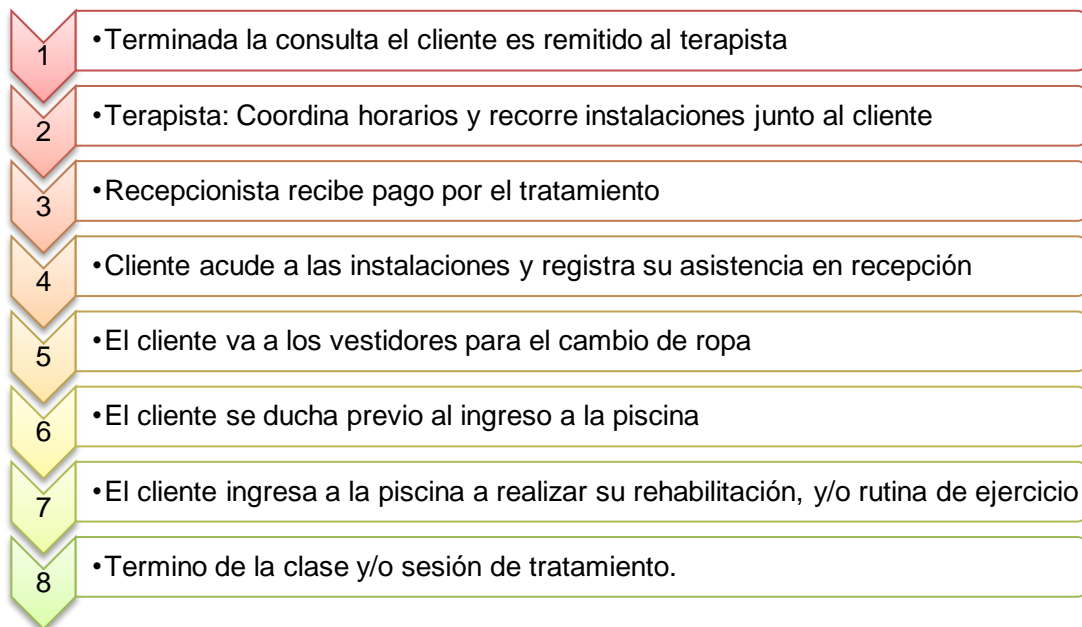 1
•Terminada la consulta el cliente es remitido al terapista
2
•Terapista: Coordina horarios y recorre instalaciones junto al cliente
3
•Recepcionista recibe pago por el tratamiento
4
•Cliente acude a las instalaciones y registra su asistencia en recepción
5
•El cliente va a los vestidores para el cambio de ropa
6
•El cliente se ducha previo al ingreso a la piscina
7
•El cliente ingresa a la piscina a realizar su rehabilitación, y/o rutina de ejercicio
8
•Termino de la clase y/o sesión de tratamiento.